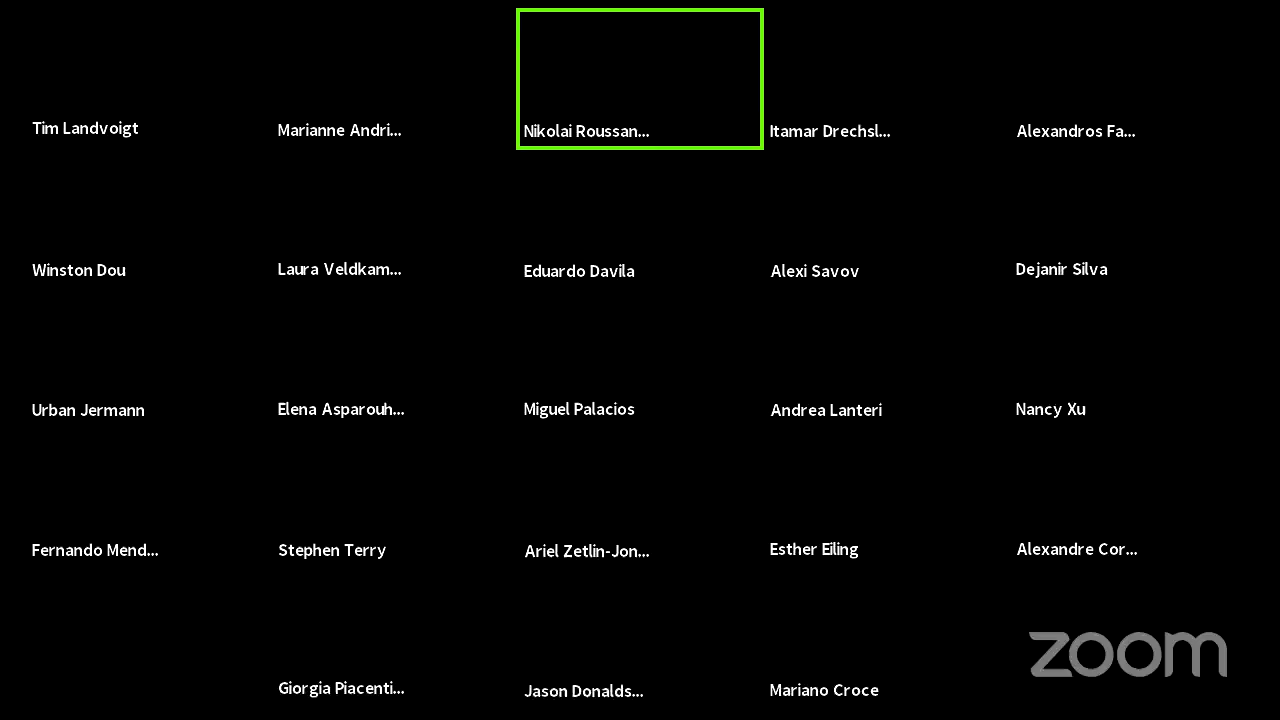 Tim Landvoigt
Marianne Andri...
Nikolai Roussan...
Itamar Drechsl...
Alexandros Fa...
Winston Dou
Laura Veldkam...
Eduardo Davila
Alexi Savov
Dejanir Silva
Urban Jermann
Elena Asparouh...
Miguel Palacios
Andrea Lanteri
Nancy Xu
Fernando Mend...
Stephen Terry
Ariel Zetlin-Jon...
Esther Eiling
Alexandre Cor...
Giorgia Piacenti...
Jason Donalds...
Mariano Croce
zoom